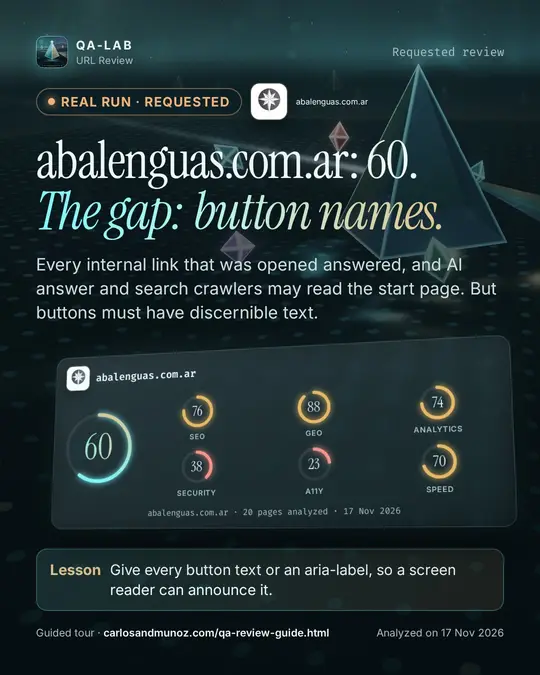 QA-LAB
URL Review
Requested review
REAL RUN · REQUESTED
abalenguas.com.ar
abalenguas.com.ar: 60.
The gap: button names.
Every internal link that was opened answered, and AI
answer and search crawlers may read the start page. But
buttons must have discernible text.
abalenguas.com.ar
60
76
SEO
88
GEO
74
ANALYTICS
38
SECURITY
23
A11Y
70
SPEED
abalenguas.com.ar · 20 pages analyzed · 17 Nov 2026
Lesson
Give every button text or an aria-label, so a screen
reader can announce it.
Guided tour · carlosandmunoz.com/qa-review-guide.html
Analyzed on 17 Nov 2026